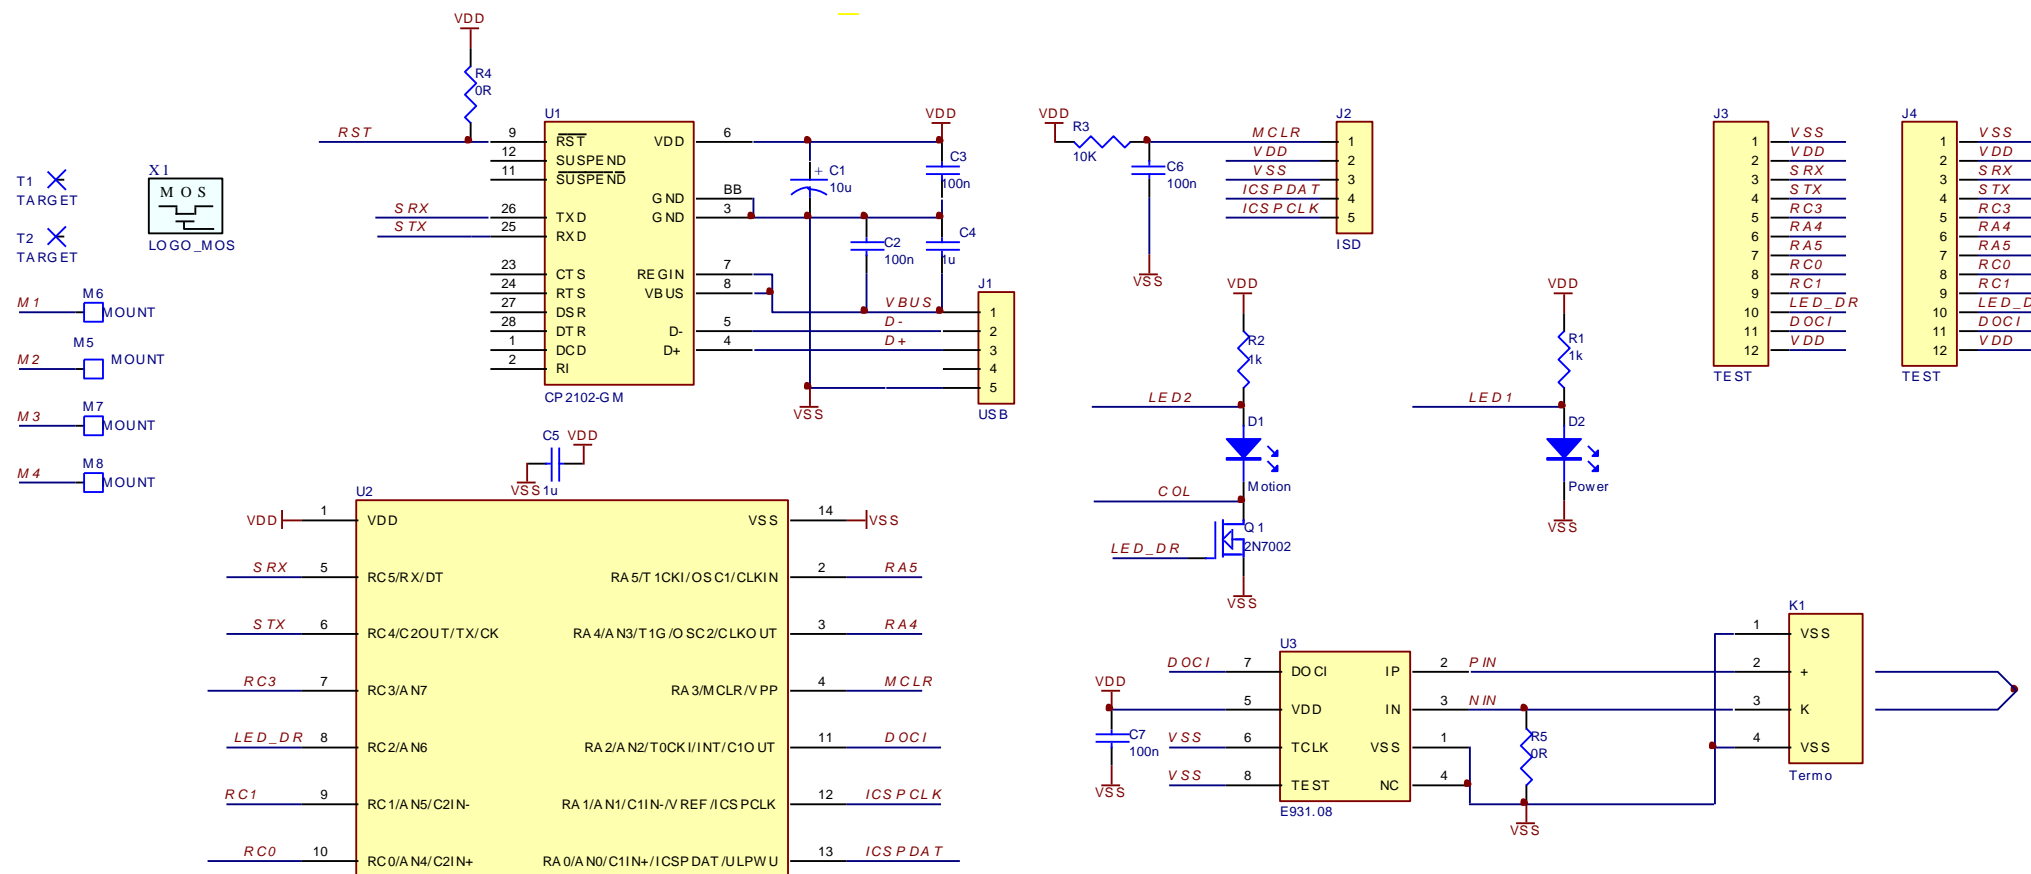 VDD
R4
0R
RST
U1
9 RST VDD 6
12 SUSPEND
11 SUSPEND
GND BB
SRX 26 TXD GND 3
STX 25 RXD
23 CTS REGIN 7
24 RTS VBUS 8
27 DSR
28 DTR D- 5
1 DCD D+ 4
2 RI
CP2102-GM
T1
TARGET
T2
TARGET
X1
MOS
LOGO_MOS
M1 M6 MOUNT
M2 M5 MOUNT
M3 M7 MOUNT
M4 M8 MOUNT
VDD
+ C1
10u
C3
100n
C2
100n
C4
1u
VBUS
D-
D+
J1
1
2
3
4
5
USB
VSS
C5 VDD
VSS 1u
VDD
R3
10K
C6
100n
VSS
J2
MCLR 1
VDD 2
VSS 3
ICSPDAT 4
ICSPCLK 5
ISD
VDD
R2
1k
LED2
D1
Motion
COL
Q1
2N7002
LED_DR
VSS
VDD
R1
1k
LED1
D2
Power
VSS
J3
1 VSS
2 VDD
3 SRX
4 STX
5 RC3
6 RA4
7 RA5
8 RC0
9 RC1
10 LED_DR
11 DOCI
12 VDD
TEST
J4
1 VSS
2 VDD
3 SRX
4 STX
5 RC3
6 RA4
7 RA5
8 RC0
9 RC1
10
11 DOCI
12 VDD
TEST
U2
VDD 1 VDD VSS 14 VSS
SRX 5 RC5/RX/DT RA5/T1CKI/OSC1/CLKIN 2 RA5
STX 6 RC4/C2OUT/TX/CK RA4/AN3/T1G/OSC2/CLKOUT 3 RA4
RC3 7 RC3/AN7 RA3/MCLR/VPP 4 MCLR
LED_DR 8 RC2/AN6 RA2/AN2/T0CKI/INT/C1OUT 11 DOCI
RC1 9 RC1/AN5/C2IN- RA1/AN1/C1IN-/VREF/ICSPCLK 12 ICSPCLK
RC0 10 RC0/AN4/C2IN+ RA0/AN0/C1IN+/ICSPDAT/ULPWU 13 ICSPDAT
U3
DOCI 7 DOCI IP 2 PIN
VDD
5 VDD IN 3 NIN
C7
100n
VSS
VSS 6 TCLK VSS 1
VSS 8 TEST NC 4
E931.08
R5
0R
VSS
K1
1 VSS
2 +
3 K
4 VSS
Termo